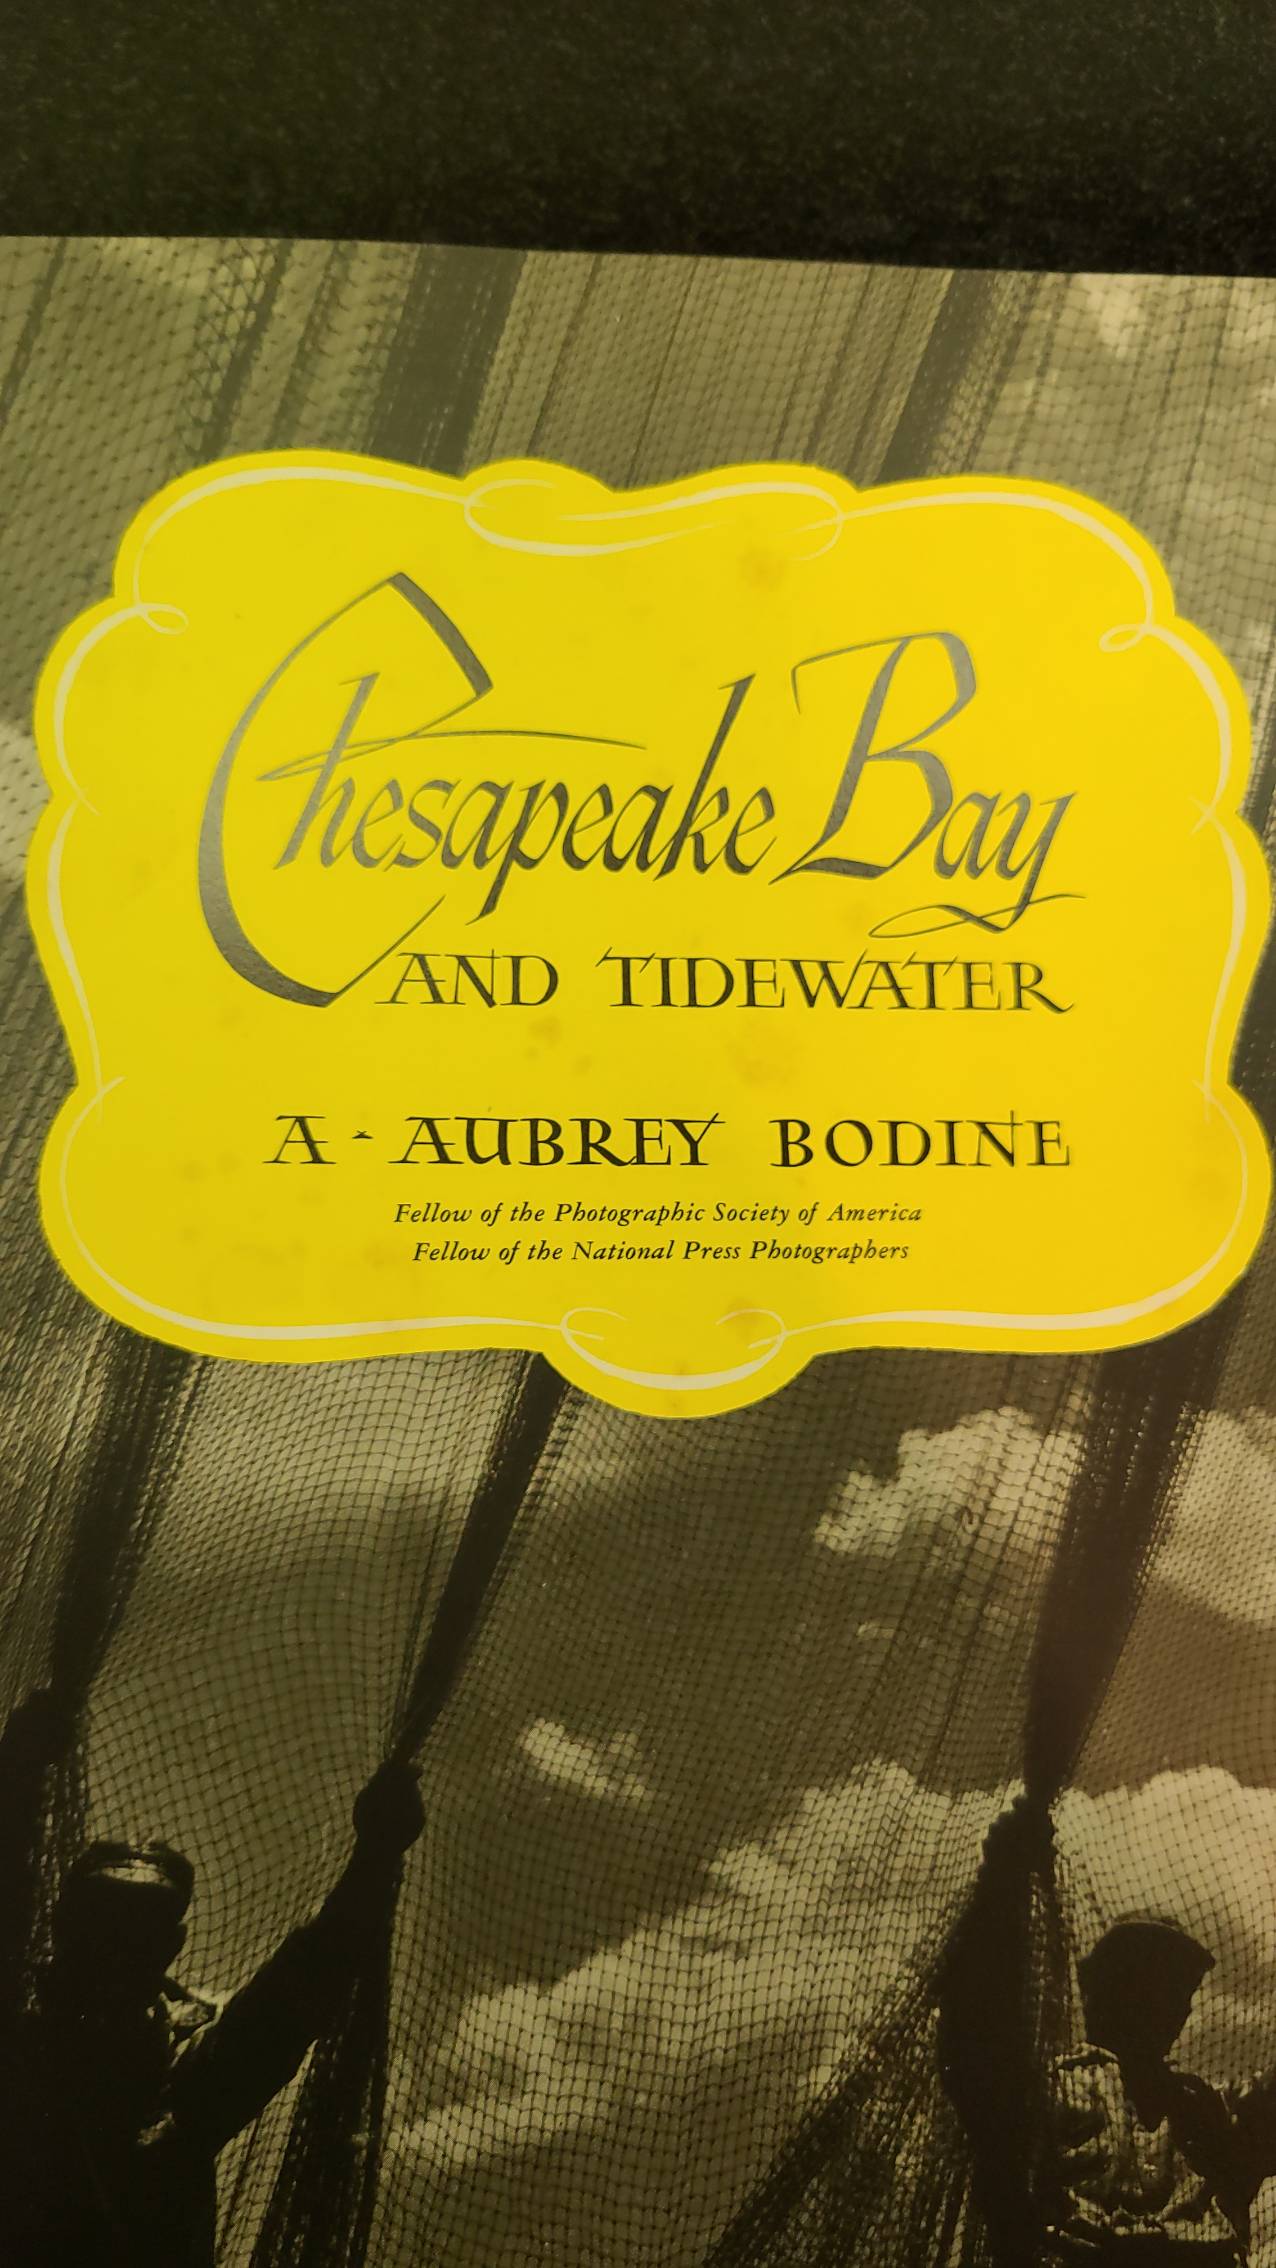 Chesapeake Bay
AND TIDEWATER
A · AUBREY BODINE
Fellow of the Photographic Society of America
Fellow of the National Press Photographers